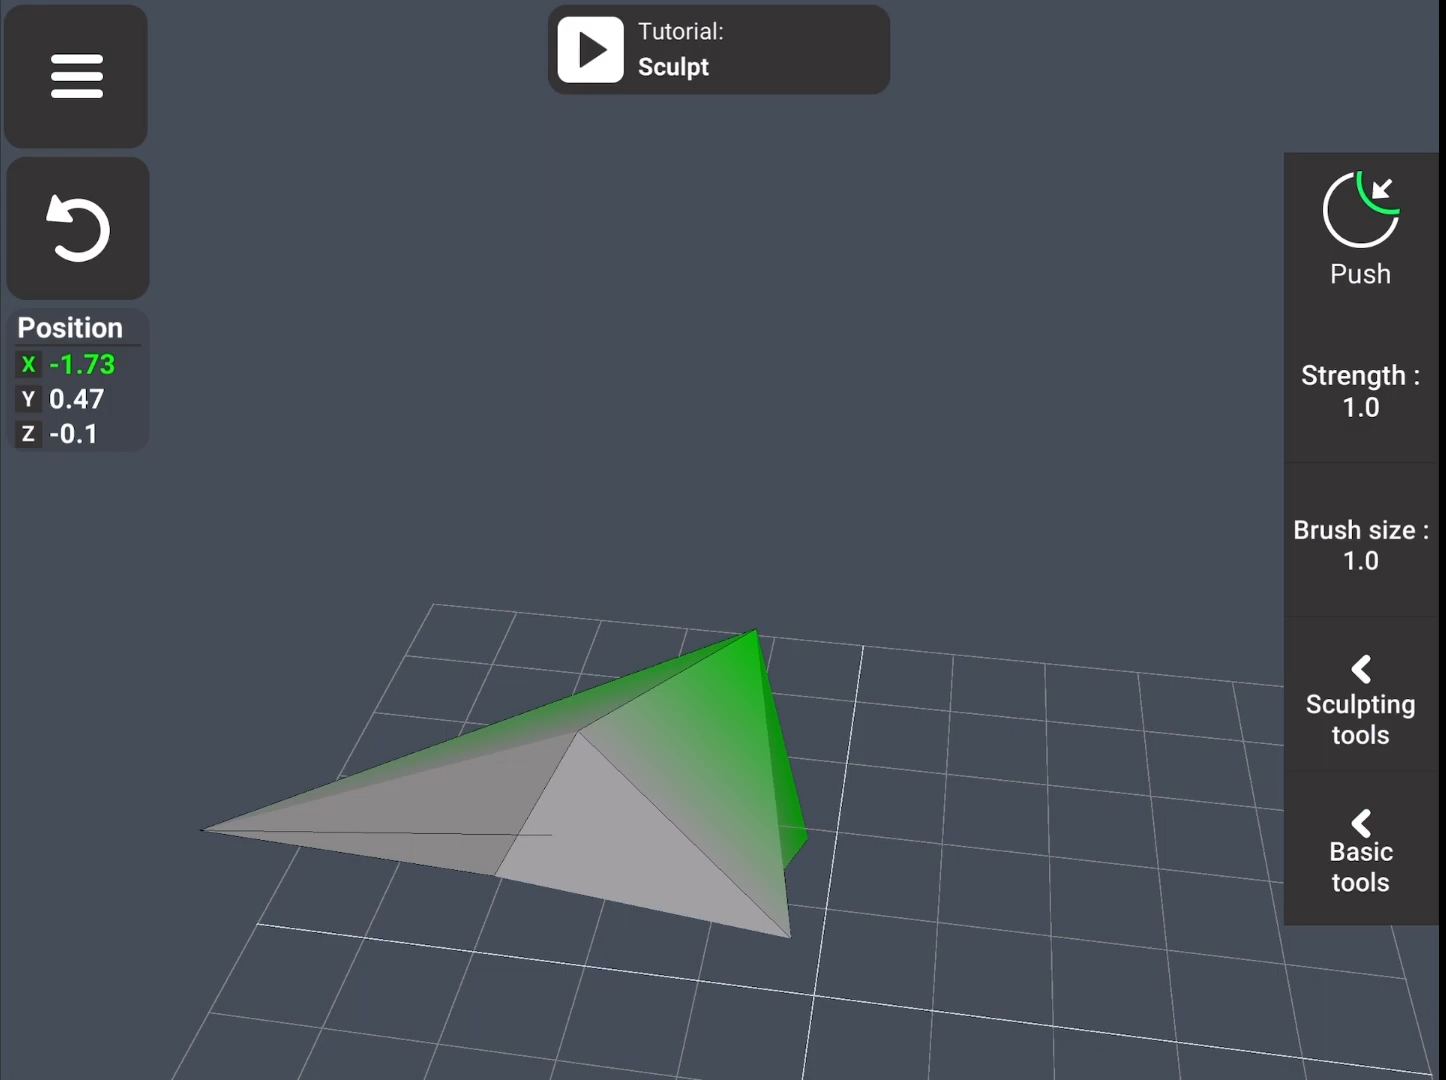 Tutorial:
Sculpt
Position
X -1.73
Y 0.47
Z -0.1
Push
Strength :
1.0
Brush size :
1.0
Sculpting
tools
Basic
tools